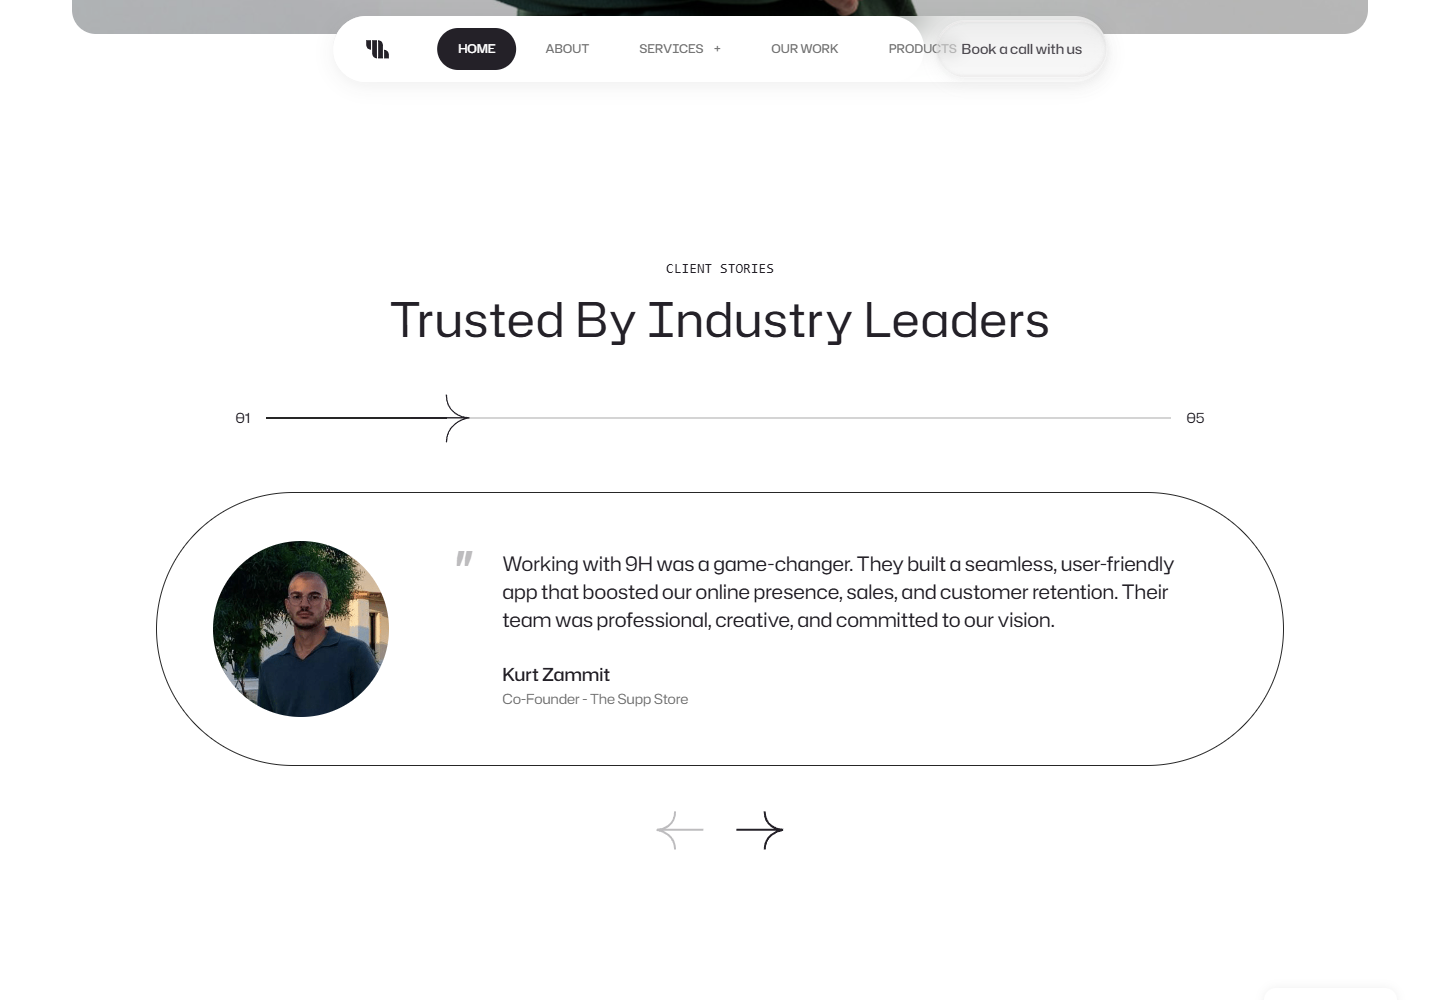 HOME ABOUT SERVICES + OUR WORK PRODUCTS Book a call with us
CLIENT STORIES
Trusted By Industry Leaders
01 05
" Working with 9H was a game-changer. They built a seamless, user-friendly
app that boosted our online presence, sales, and customer retention. Their
team was professional, creative, and committed to our vision.
Kurt Zammit
Co-Founder - The Supp Store